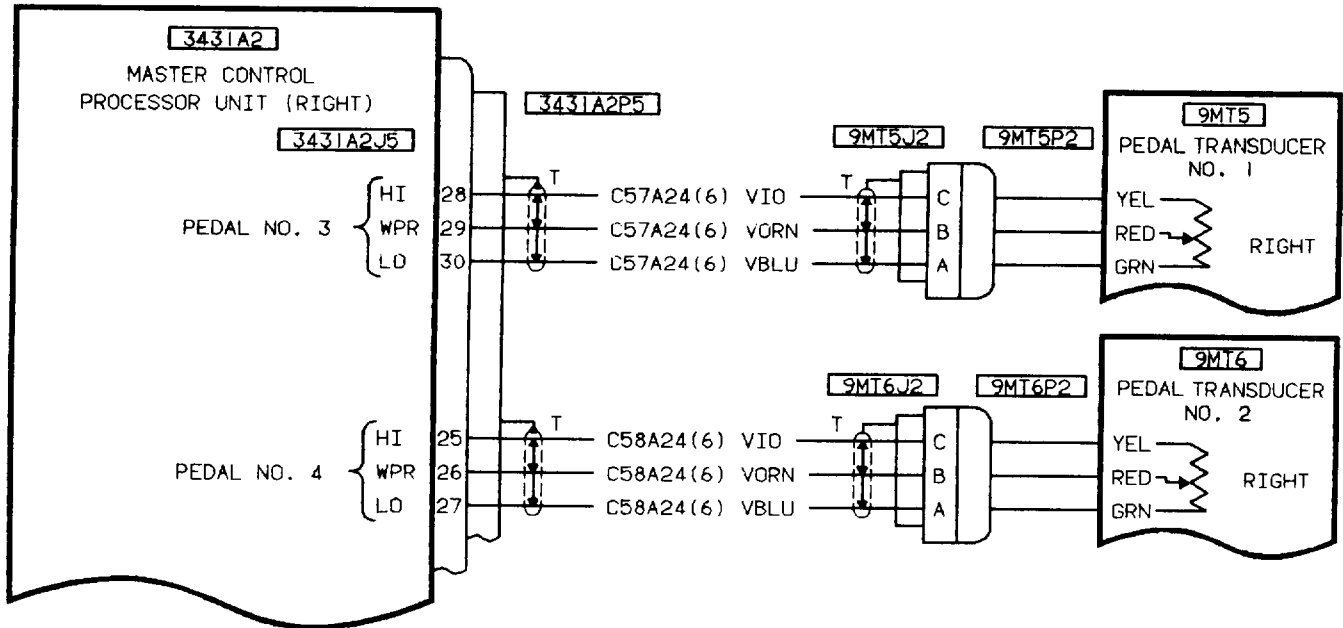 3431A2
MASTER CONTROL
PROCESSOR UNIT (RIGHT)
3431A2J5
3431A2P5
PEDAL NO. 3
HI 28
WPR 29
LO 30
T
C57A24(6) VIO
C57A24(6) VORN
C57A24(6) VBLU
T
9MT5J2
C
B
A
9MT5P2
9MT5
PEDAL TRANSDUCER
NO. 1
YEL
RED
GRN
RIGHT
PEDAL NO. 4
HI 25
WPR 26
LO 27
T
C58A24(6) VIO
C58A24(6) VORN
C58A24(6) VBLU
T
9MT6J2
C
B
A
9MT6P2
9MT6
PEDAL TRANSDUCER
NO. 2
YEL
RED
GRN
RIGHT